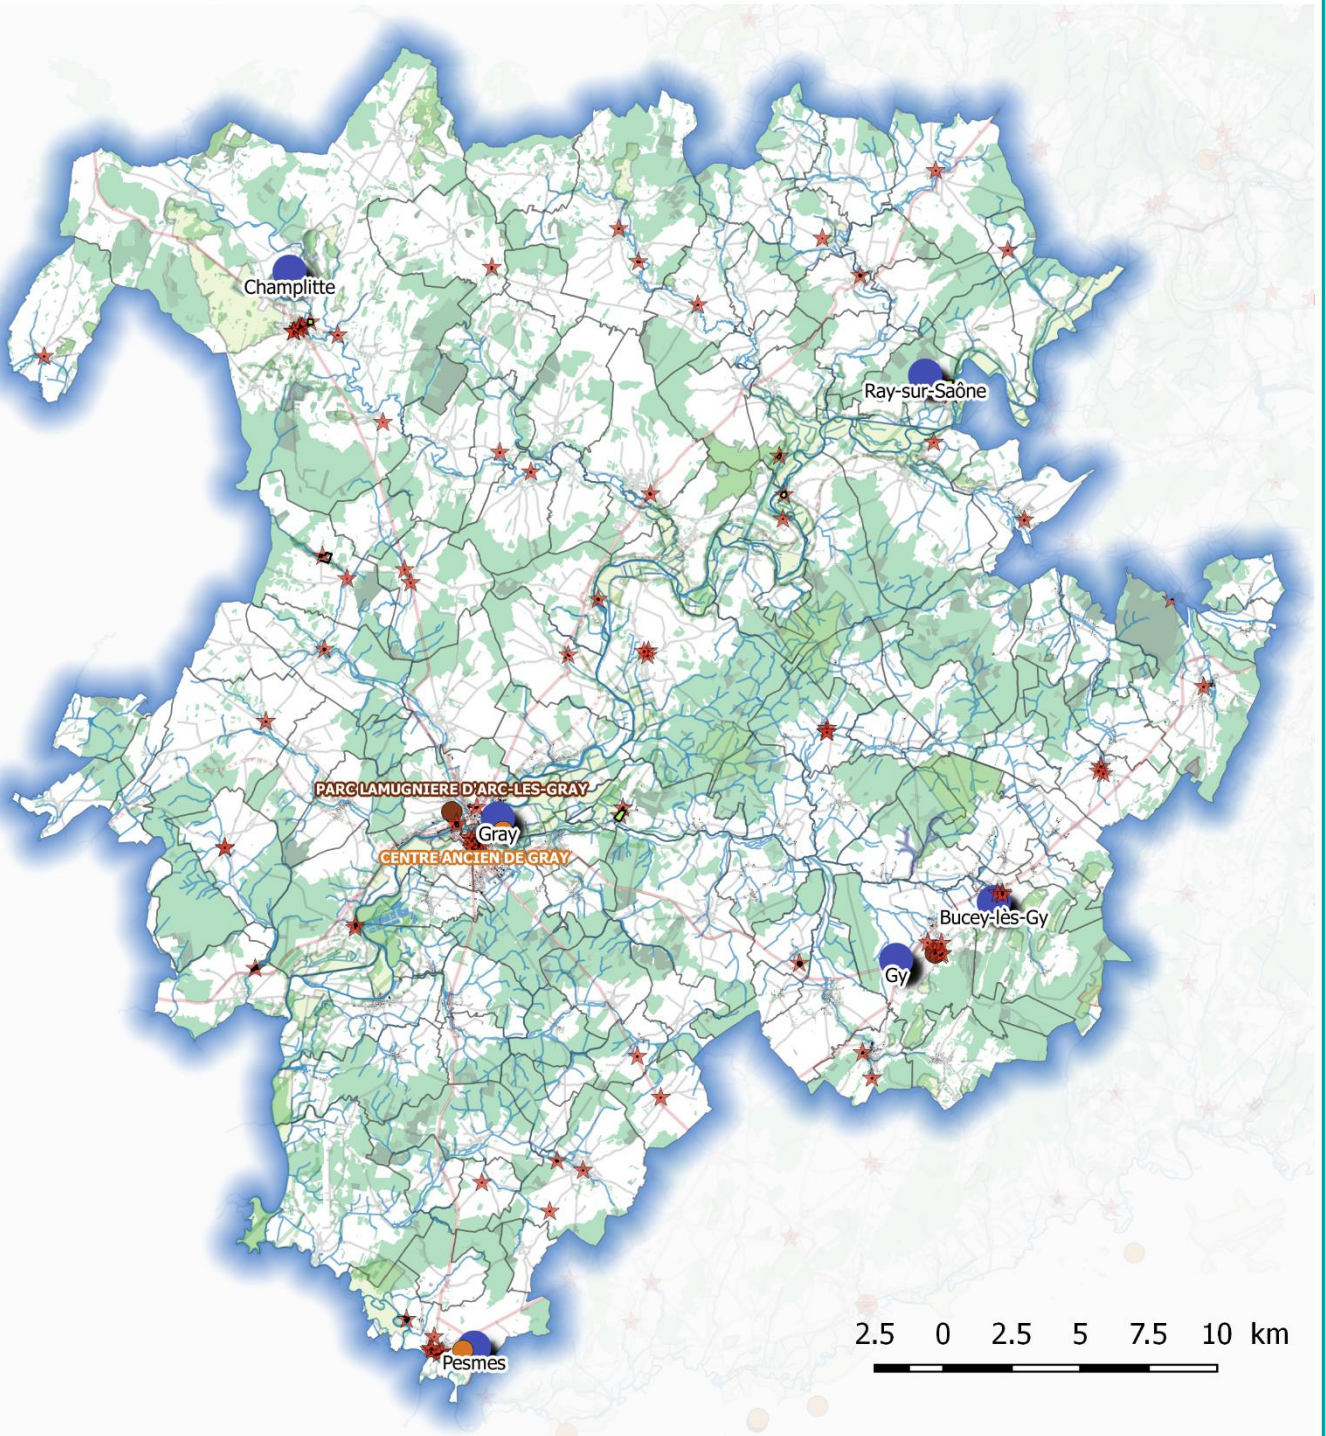 Champlitte
Ray-sur-Saône
PARC LAMUGNIERE D'ARC-LES-GRAY
Gray
CENTRE ANCIEN DE GRAY
Bucey-lès-Gy
Gy
2.5 0 2.5 5 7.5 10 km
Pesmes